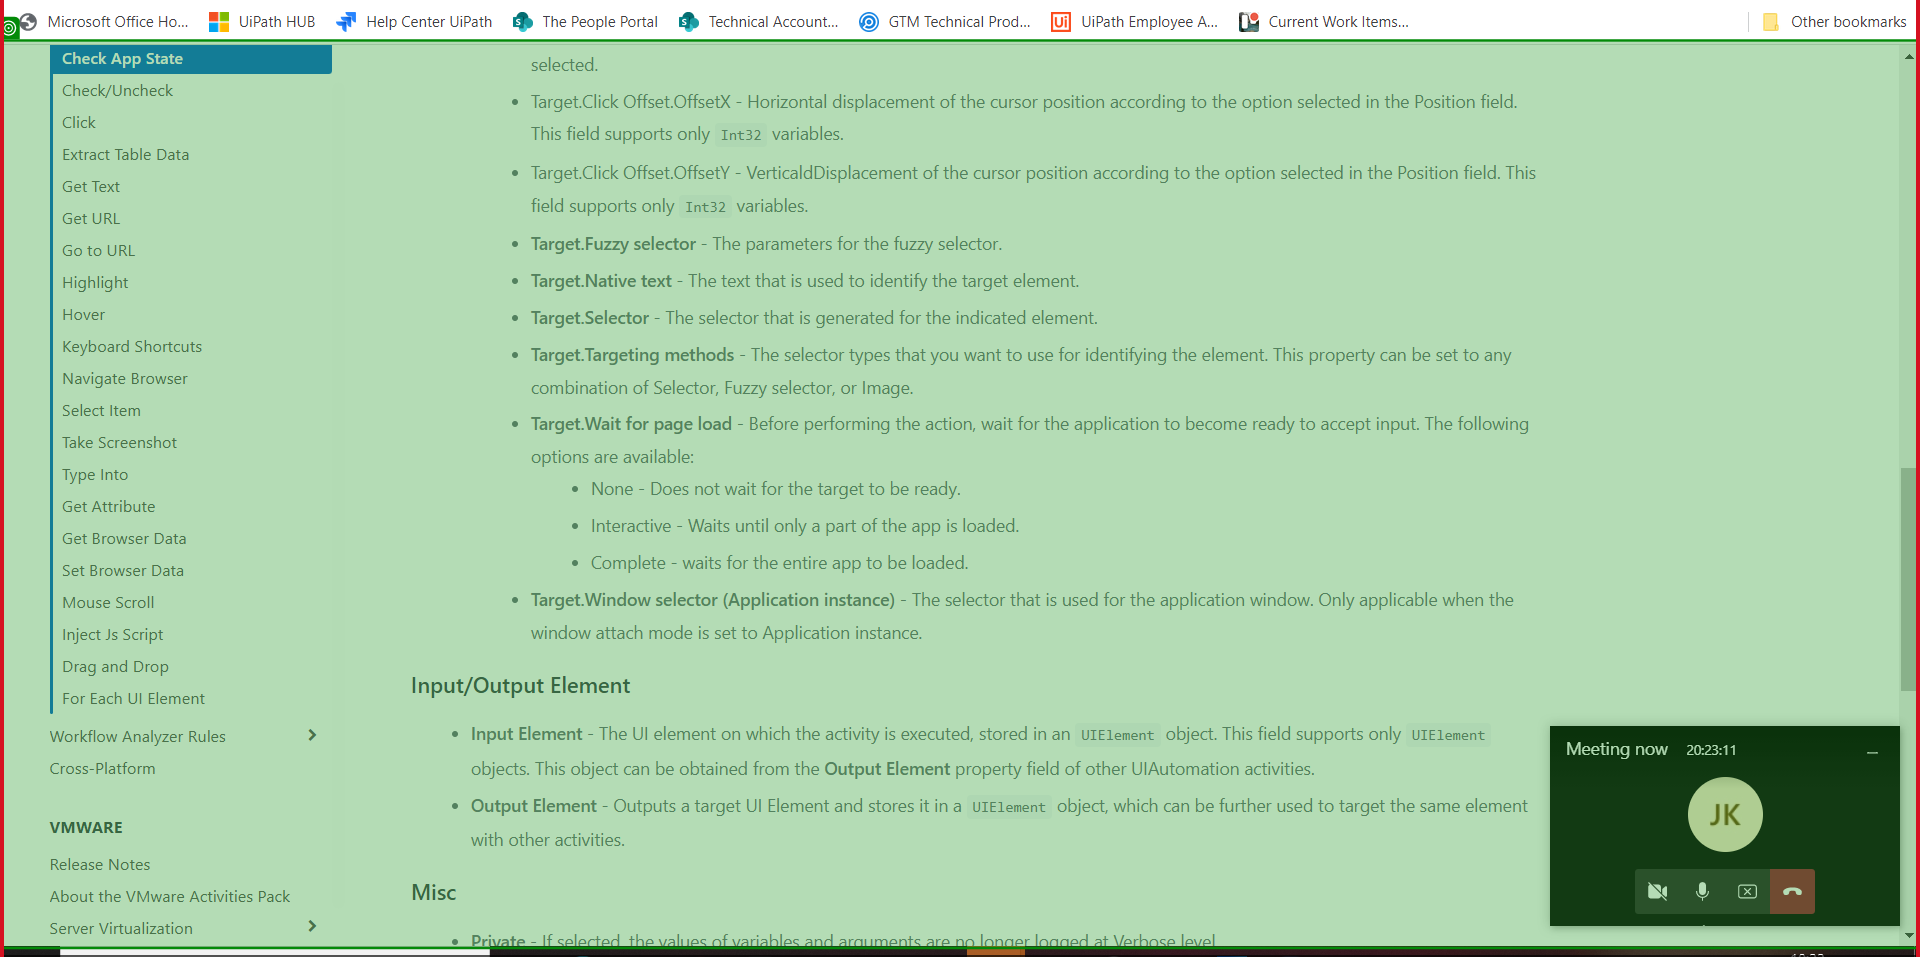 Microsoft Office Ho...
UiPath HUB
Help Center UiPath
The People Portal
Technical Account...
GTM Technical Prod...
UiPath Employee A...
Current Work Items...
Other bookmarks
Check App State
Check/Uncheck
Click
Extract Table Data
Get Text
Get URL
Go to URL
Highlight
Hover
Keyboard Shortcuts
Navigate Browser
Select Item
Take Screenshot
Type Into
Get Attribute
Get Browser Data
Set Browser Data
Mouse Scroll
Inject Js Script
Drag and Drop
For Each UI Element
Workflow Analyzer Rules
Cross-Platform
VMWARE
Release Notes
About the VMware Activities Pack
Server Virtualization
selected.
Target.Click Offset.OffsetX - Horizontal displacement of the cursor position according to the option selected in the Position field.
This field supports only Int32 variables.
Target.Click Offset.OffsetY - VerticaldDisplacement of the cursor position according to the option selected in the Position field. This
field supports only Int32 variables.
Target.Fuzzy selector - The parameters for the fuzzy selector.
Target.Native text - The text that is used to identify the target element.
Target.Selector - The selector that is generated for the indicated element.
Target.Targeting methods - The selector types that you want to use for identifying the element. This property can be set to any
combination of Selector, Fuzzy selector, or Image.
Target.Wait for page load - Before performing the action, wait for the application to become ready to accept input. The following
options are available:
None - Does not wait for the target to be ready.
Interactive - Waits until only a part of the app is loaded.
Complete - waits for the entire app to be loaded.
Target.Window selector (Application instance) - The selector that is used for the application window. Only applicable when the
window attach mode is set to Application instance.
Input/Output Element
Input Element - The UI element on which the activity is executed, stored in an UIElement object. This field supports only UIElement
objects. This object can be obtained from the Output Element property field of other UIAutomation activities.
Output Element - Outputs a target UI Element and stores it in a UIElement object, which can be further used to target the same element
with other activities.
Misc
Private - If selected, the values of variables and arguments are no longer logged at Verbose level
Meeting now 20:23:11
JK